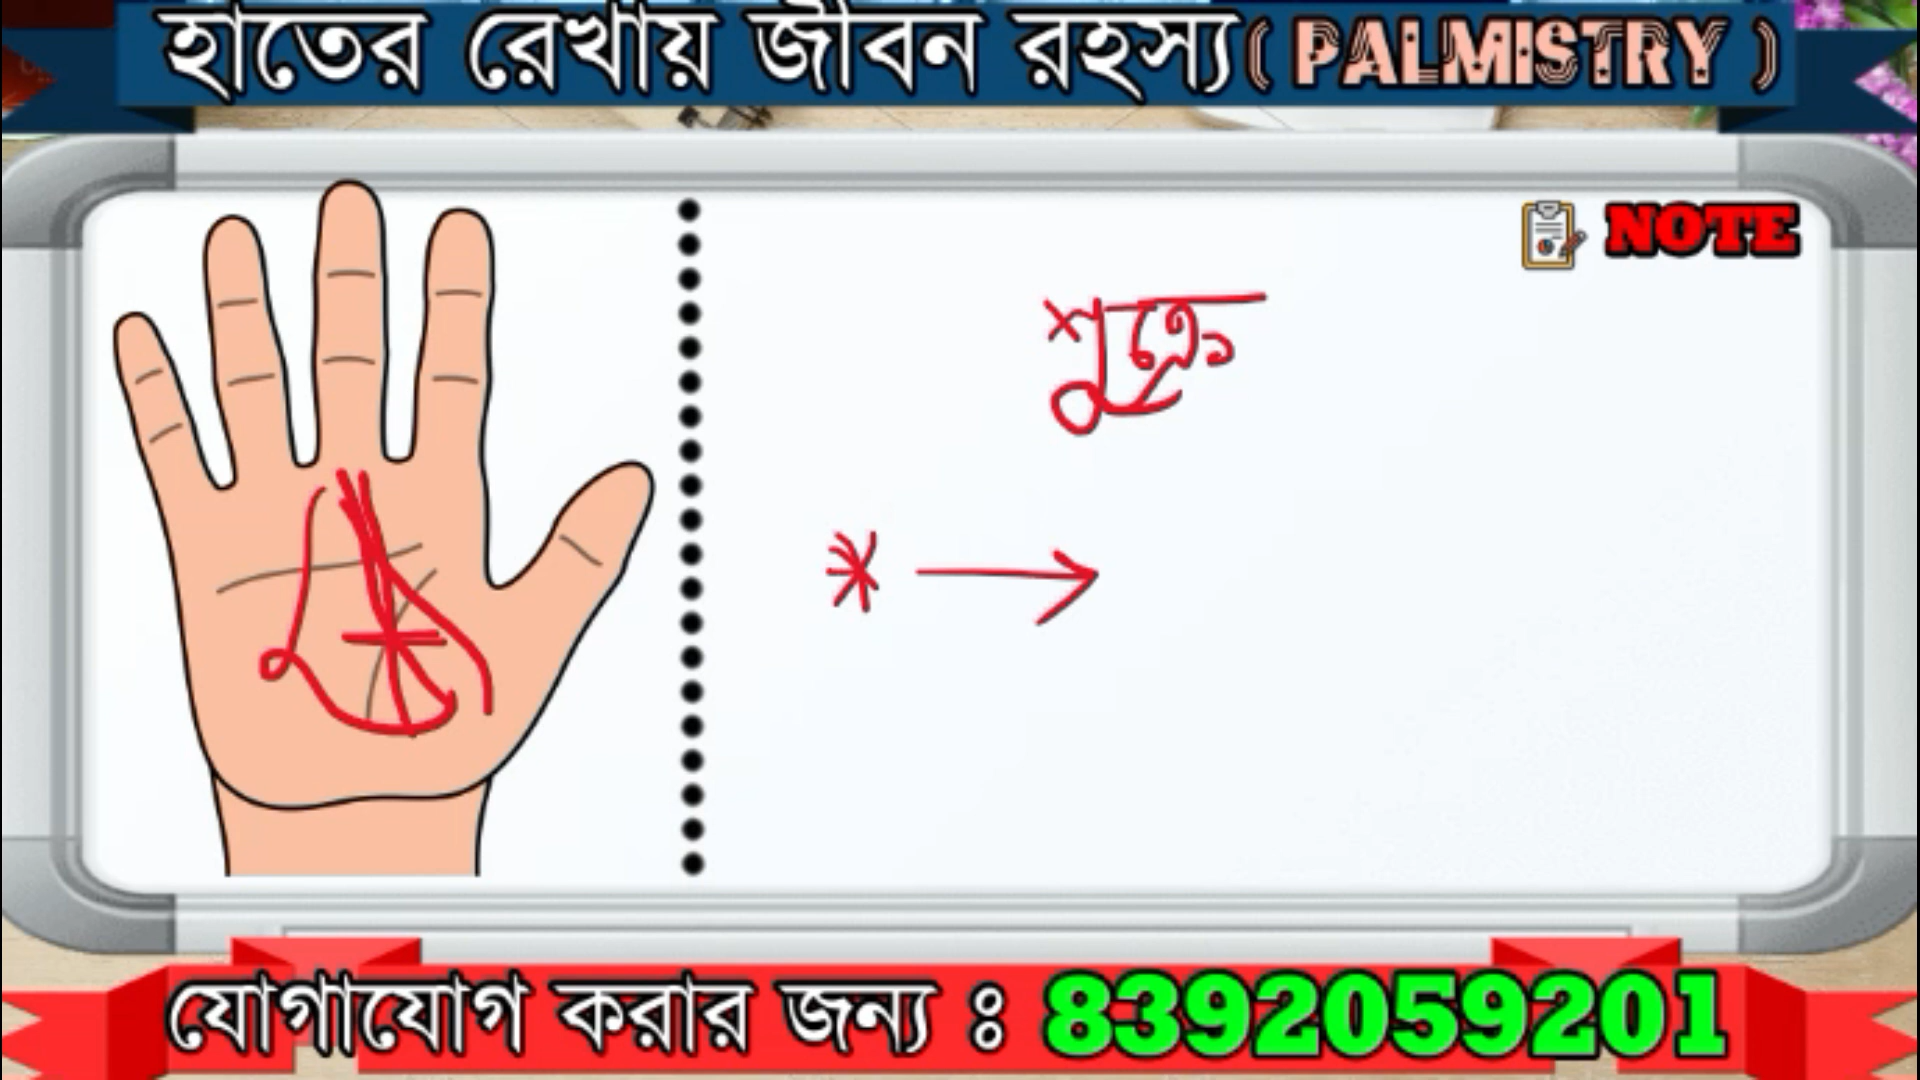 হাতের রেখায় জীবন রহস্য( PALMISTRY )
NOTE
শুক্র
যোগাযোগ করার জন্য ঃ 8392059201